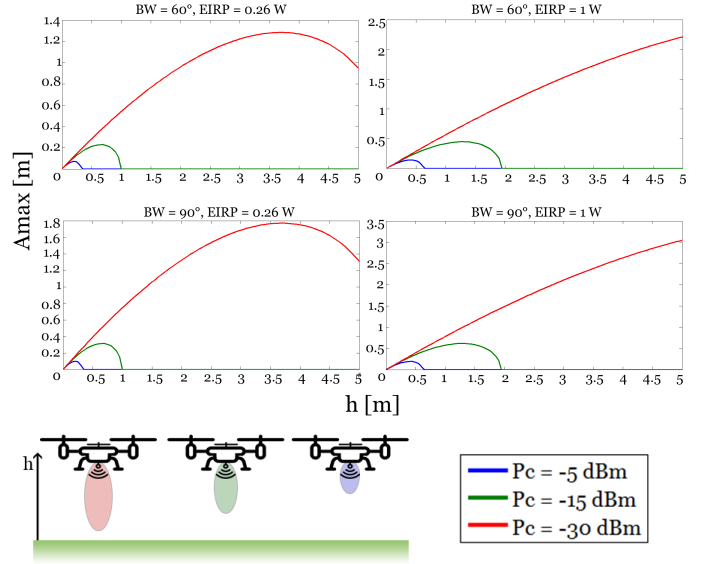 BW = 60°, EIRP = 0.26 W
1.4
1.2
1
0.8
0.6
0.4
0.2
0
0.5 1 1.5 2 2.5 3 3.5 4 4.5 5
BW = 60°, EIRP = 1 W
2.5
2
1.5
1
0.5
0
0.5 1 1.5 2 2.5 3 3.5 4 4.5 5
Amax [m]
BW = 90°, EIRP = 0.26 W
1.8
1.6
1.4
1.2
1
0.8
0.6
0.4
0.2
0
0.5 1 1.5 2 2.5 3 3.5 4 4.5 5
BW = 90°, EIRP = 1 W
3.5
3
2.5
2
1.5
1
0.5
0
0.5 1 1.5 2 2.5 3 3.5 4 4.5 5
h [m]
h
Pc = -5 dBm
Pc = -15 dBm
Pc = -30 dBm